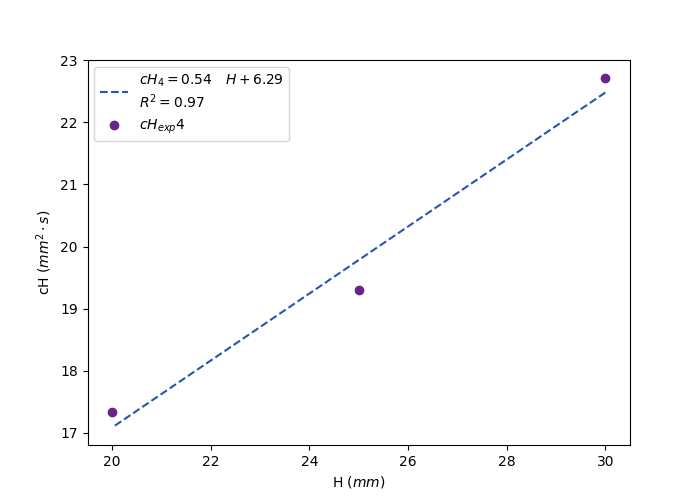 cH₄ = 0.54 H + 6.29
R² = 0.97
cHₑₓₚ4
23
22
21
20
19
18
17
cH (mm² · s)
20 22 24 26 28 30
H (mm)